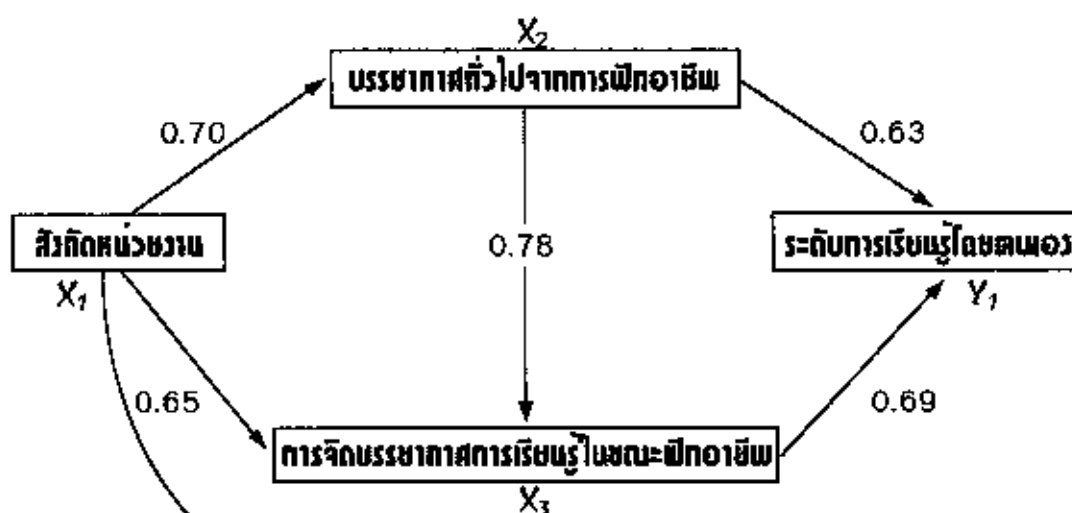 X2
บรรยากาศทั่วไปจากการฝึกอาชีพ
0.70
0.63
สังกัดหน่วยงาน
X1
0.78
ระดับการเรียนรู้โดยตนเอง
Y1
0.65
0.69
การจัดบรรยากาศการเรียนรู้ในขณะฝึกอาชีพ
X3